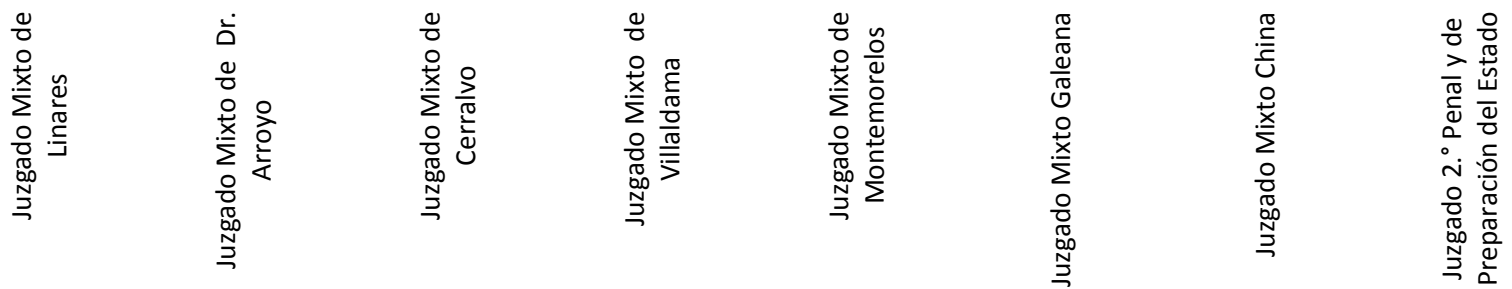 Juzgado Mixto de
Linares
Juzgado Mixto de Dr.
Arroyo
Juzgado Mixto de
Cerralvo
Juzgado Mixto de
Villaldama
Juzgado Mixto de
Montemorelos
Juzgado Mixto Galeana
Juzgado Mixto China
Juzgado 2.° Penal y de
Preparación del Estado